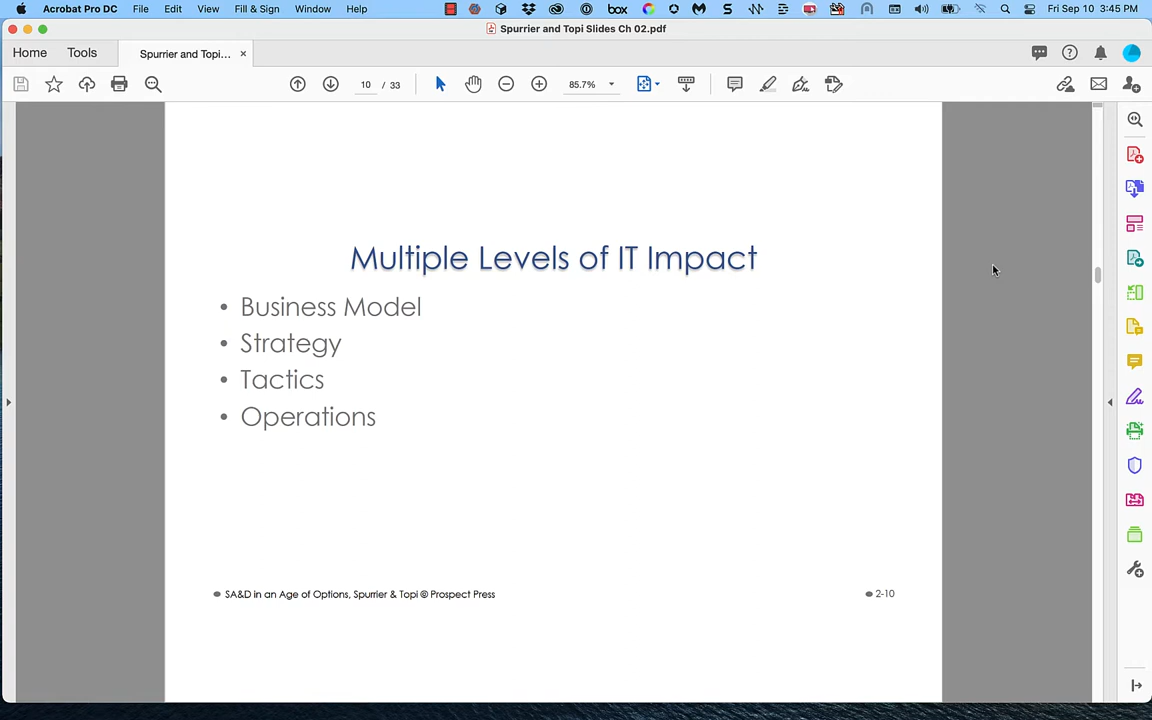 Acrobat Pro DC File Edit View Fill & Sign Window Help box S Fri Sep 10 3:45 PM
Spurrier and Topi Slides Ch 02.pdf
Home Tools Spurrier and Topi... ×
10 / 33 85.7%
Multiple Levels of IT Impact
• Business Model
• Strategy
• Tactics
• Operations
SA&D in an Age of Options, Spurrier & Topi © Prospect Press 2-10